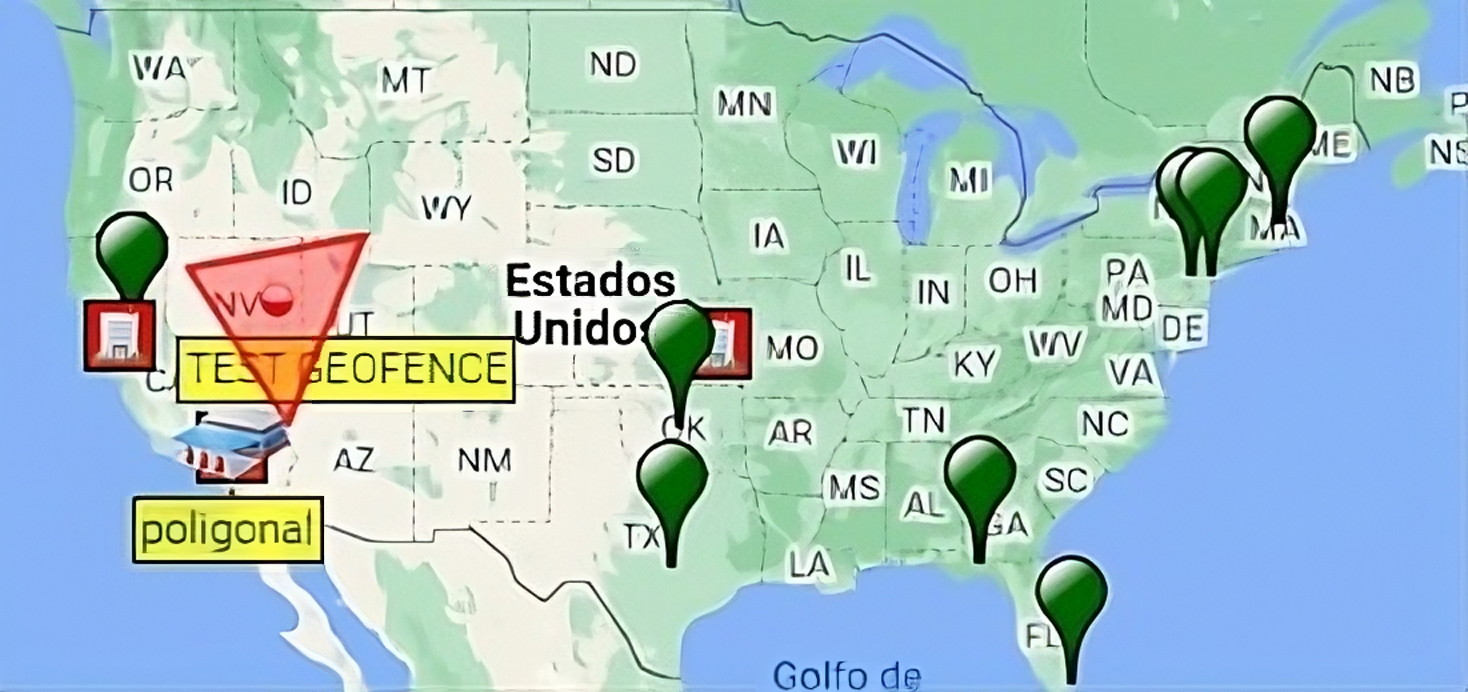 WA
MT
ND
MN
NB
OR
ID
SD
WI
MI
ME
WY
IA
MA
NV
UT
Estados
Unidos
IL
IN
OH
PA
MD
DE
MO
KY
WV
VA
TEST GEOFENCE
OK
AR
TN
NC
AZ
NM
MS
AL
SC
GA
poligonal
TX
LA
FL
Golfo de